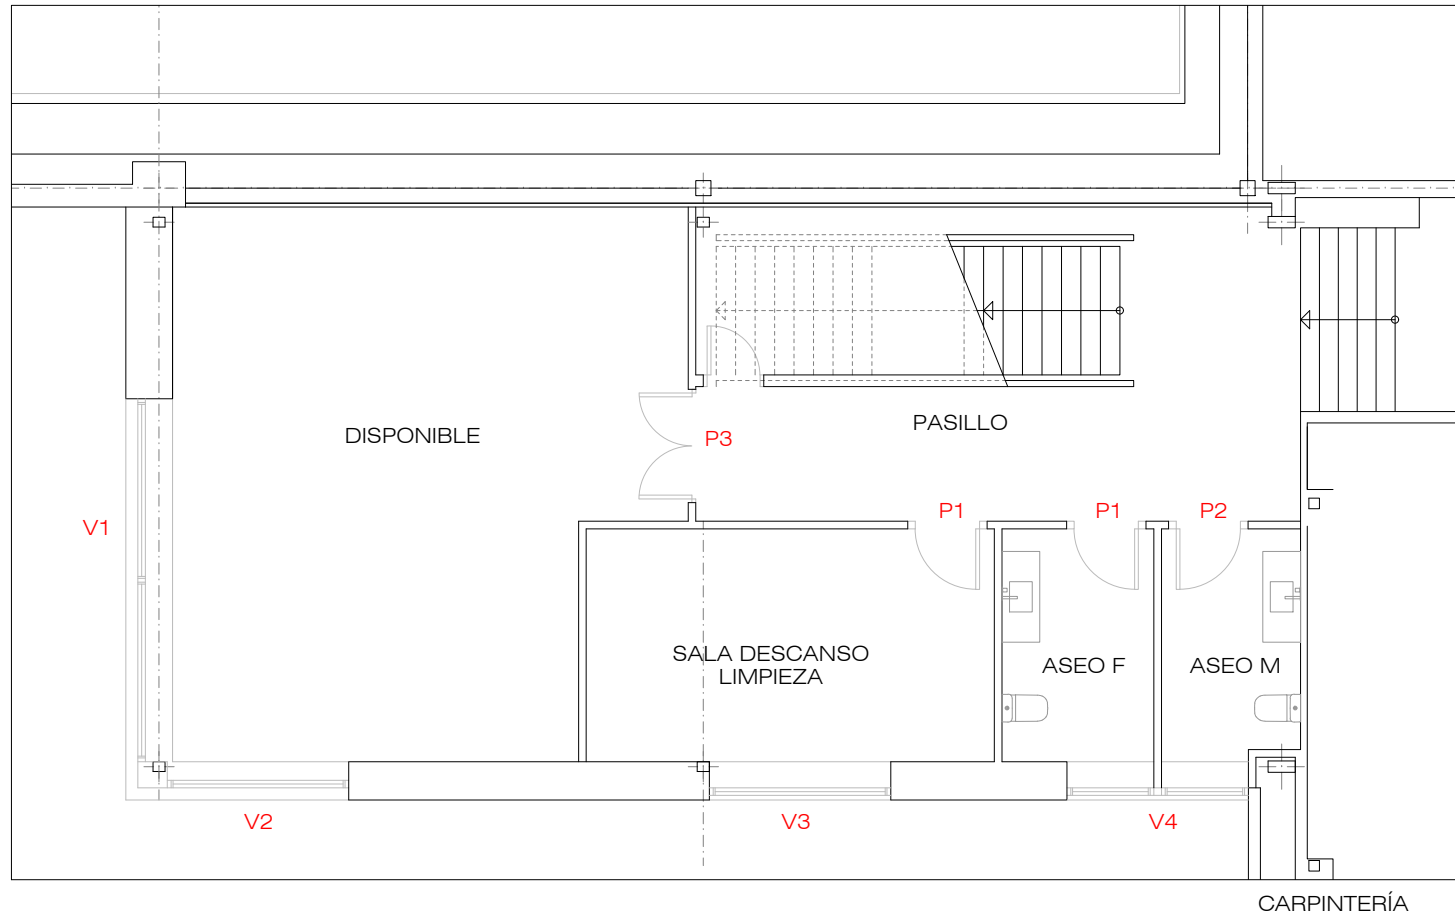 DISPONIBLE
PASILLO
P3
V1
P1
P1
P2
SALA DESCANSO
LIMPIEZA
ASEO F
ASEO M
V2
V3
V4
CARPINTERÍA